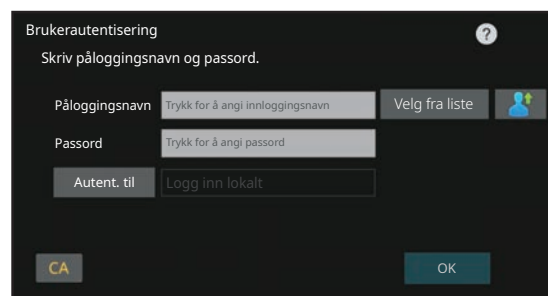 Brukerautentisering
?
Skriv påloggingsnavn og passord.
Påloggingsnavn Trykk for å angi innloggingsnavn Velg fra liste
Passord Trykk for å angi passord
Autent. til Logg inn lokalt
CA OK